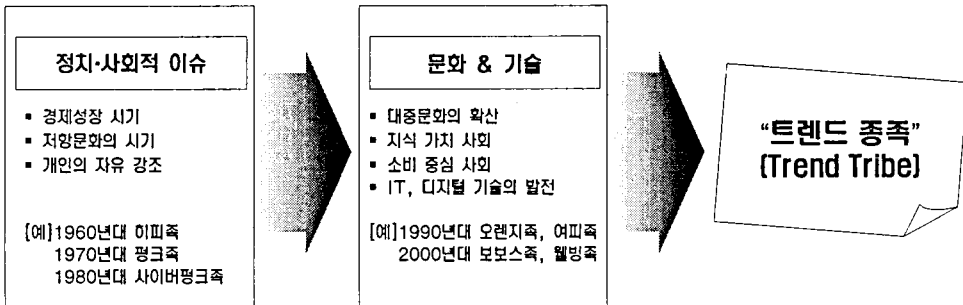 정치·사회적 이슈
▪ 경제성장 시기
▪ 저항문화의 시기
▪ 개인의 자유 강조
[예]1960년대 히피족
1970년대 펑크족
1980년대 사이버펑크족
문화 & 기술
▪ 대중문화의 확산
▪ 지식 가치 사회
▪ 소비 중심 사회
▪ IT, 디지털 기술의 발전
[예]1990년대 오렌지족, 여피족
2000년대 보보스족, 웰빙족
“트렌드 종족”
(Trend Tribe)